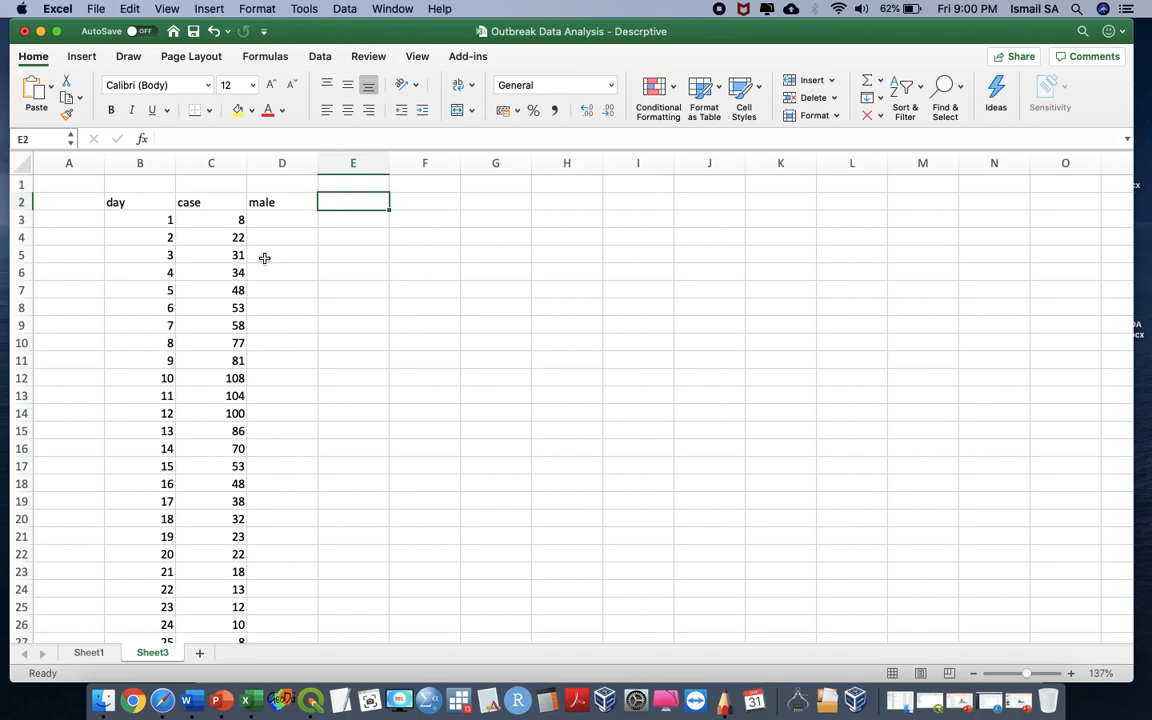 Excel File Edit View Insert Format Tools Data Window Help 62% Fri 9:00 PM Ismail SA
AutoSave OFF Outbreak Data Analysis - Descrptive
Home Insert Draw Page Layout Formulas Data Review View Add-ins Share Comments
Paste Calibri (Body) 12 General Conditional Formatting Format as Table Cell Styles Insert Delete Format Sort & Filter Find & Select Ideas Sensitivity
E2 fx
A B C D E F G H I J K L M N O
1
2 day case male
3 1 8
4 2 22
5 3 31
6 4 34
7 5 48
8 6 53
9 7 58
10 8 77
11 9 81
12 10 108
13 11 104
14 12 100
15 13 86
16 14 70
17 15 53
18 16 48
19 17 38
20 18 32
21 19 23
22 20 22
23 21 18
24 22 13
25 23 12
26 24 10
27 25 8
Sheet1 Sheet3
Ready 137%